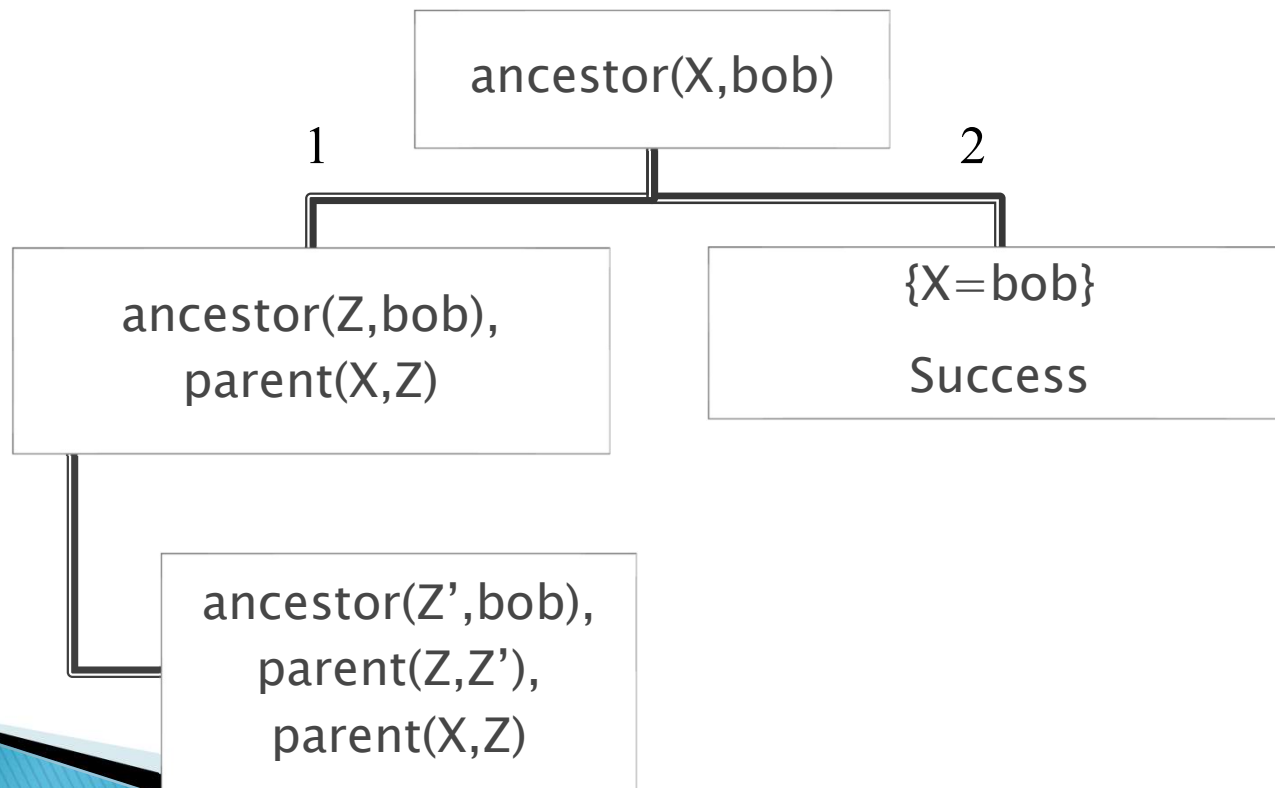 ancestor(X,bob)
1
2
ancestor(Z,bob),
parent(X,Z)
{X=bob}
Success
ancestor(Z’,bob),
parent(Z,Z’),
parent(X,Z)